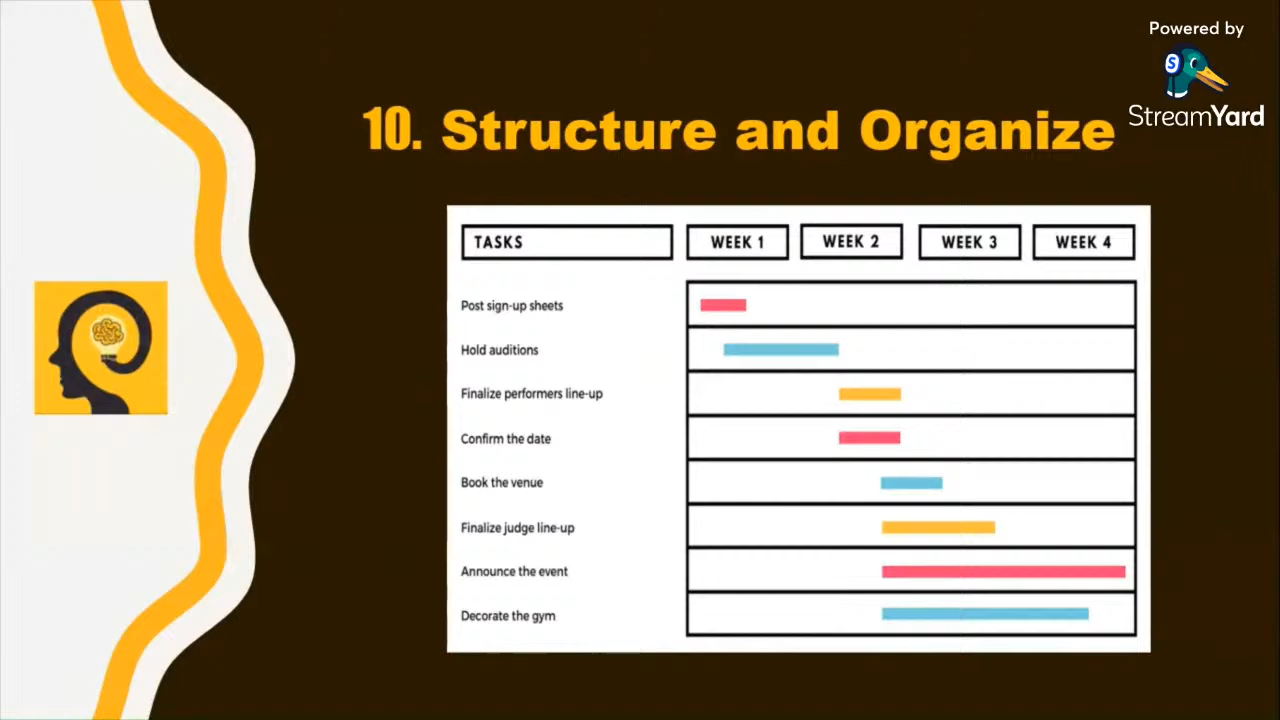 Powered by
StreamYard
10. Structure and Organize
TASKS WEEK 1 WEEK 2 WEEK 3 WEEK 4
Post sign-up sheets
Hold auditions
Finalize performers line-up
Confirm the date
Book the venue
Finalize judge line-up
Announce the event
Decorate the gym